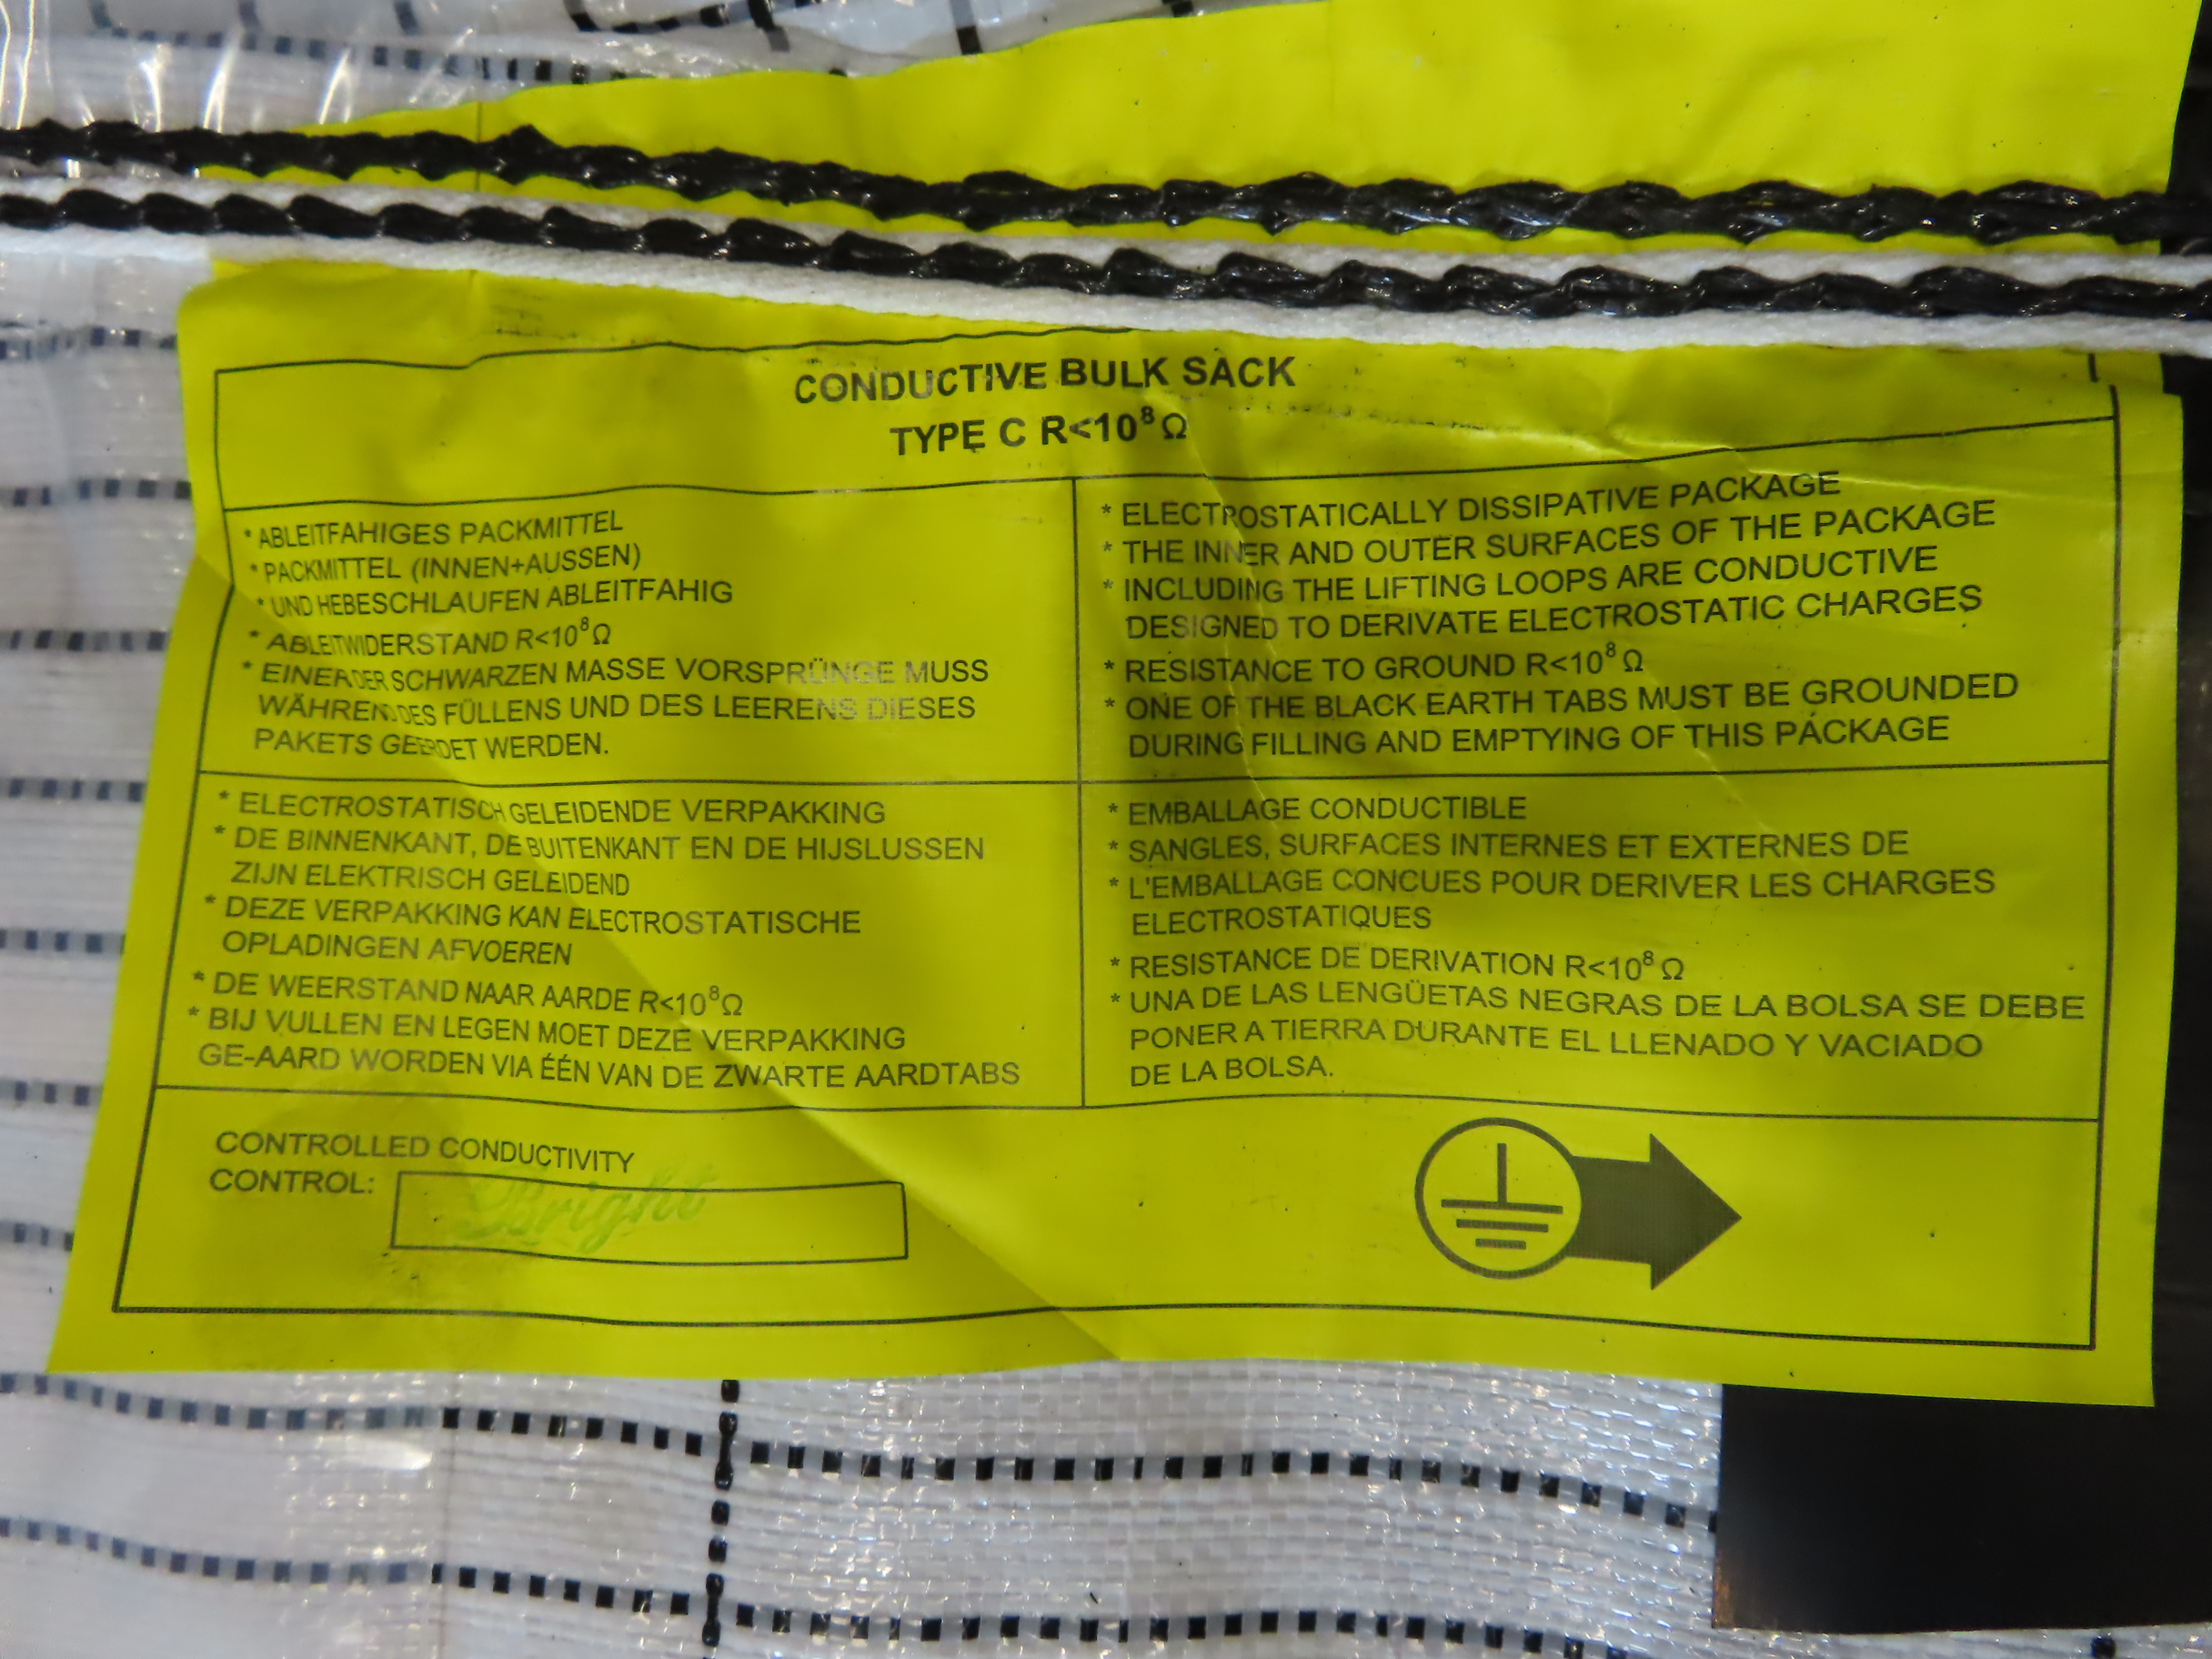 CONDUCTIVE BULK SACK
TYPE C R<10⁸Ω
* ABLEITFAHIGES PACKMITTEL
* PACKMITTEL (INNEN+AUSSEN)
* UND HEBESCHLAUFEN ABLEITFAHIG
* ABLEITWIDERSTAND R<10⁸Ω
* EINER DER SCHWARZEN MASSE VORSPRÜNGE MUSS
WÄHREND DES FÜLLENS UND DES LEERENS DIESES
PAKETS GEERDET WERDEN.
* ELECTROSTATICALLY DISSIPATIVE PACKAGE
* THE INNER AND OUTER SURFACES OF THE PACKAGE
* INCLUDING THE LIFTING LOOPS ARE CONDUCTIVE
DESIGNED TO DERIVATE ELECTROSTATIC CHARGES
* RESISTANCE TO GROUND R<10⁸Ω
* ONE OF THE BLACK EARTH TABS MUST BE GROUNDED
DURING FILLING AND EMPTYING OF THIS PACKAGE
* ELECTROSTATISCH GELEIDENDE VERPAKKING
* DE BINNENKANT, DE BUITENKANT EN DE HIJSLUSSEN
ZIJN ELEKTRISCH GELEIDEND
* DEZE VERPAKKING KAN ELECTROSTATISCHE
OPLADINGEN AFVOEREN
* DE WEERSTAND NAAR AARDE R<10⁸Ω
* BIJ VULLEN EN LEGEN MOET DEZE VERPAKKING
GE-AARD WORDEN VIA ÉÉN VAN DE ZWARTE AARDTABS
* EMBALLAGE CONDUCTIBLE
* SANGLES, SURFACES INTERNES ET EXTERNES DE
* L'EMBALLAGE CONCUES POUR DERIVER LES CHARGES
ELECTROSTATIQUES
* RESISTANCE DE DERIVATION R<10⁸Ω
* UNA DE LAS LENGÜETAS NEGRAS DE LA BOLSA SE DEBE
PONER A TIERRA DURANTE EL LLENADO Y VACIADO
DE LA BOLSA.
CONTROLLED CONDUCTIVITY
CONTROL:
Bright